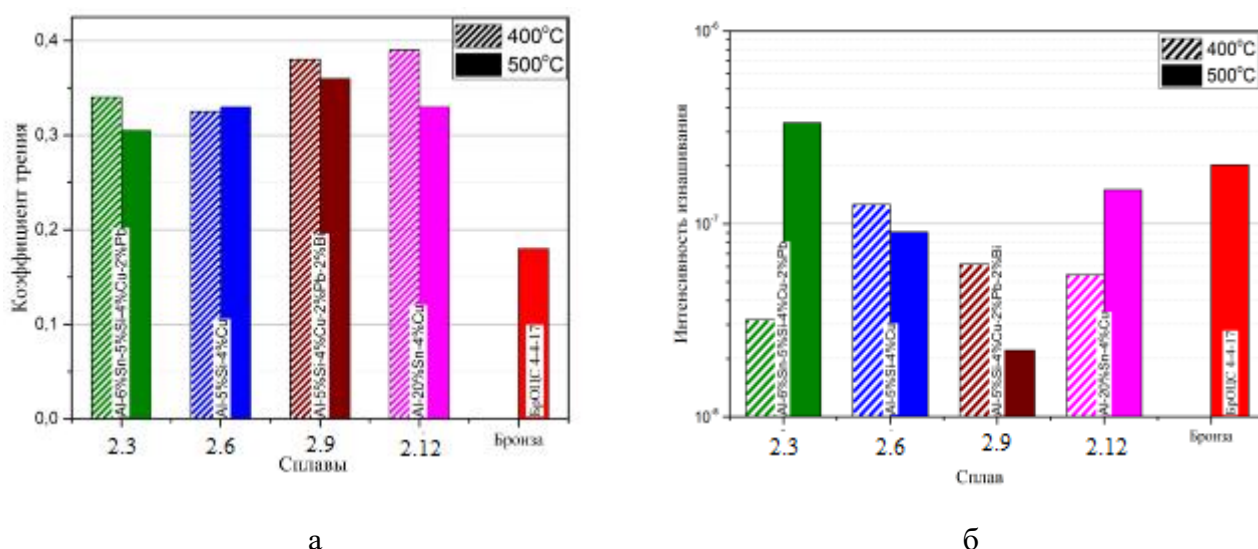 Коэффициент трения
0,4
0,3
0,2
0,1
0,0
400°C
500°C
Al-6%Sn-5%Si-4%Cu-2%Pb
Al-5%Si-4%Cu
Al-5%Si-4%Cu-2%Pb-2%Bi
Al-20%Sn-4%Cu
БрОЦС 4-4-17
2.3
2.6
2.9
2.12
Бронза
Сплавы
а
Интенсивность изнашивания
10⁻⁶
10⁻⁷
10⁻⁸
400°C
500°C
Al-6%Sn-5%Si-4%Cu-2%Pb
Al-5%Si-4%Cu
Al-5%Si-4%Cu-2%Pb-2%Bi
Al-20%Sn-4%Cu
БрОЦС 4-4-17
2.3
2.6
2.9
2.12
Бронза
Сплав
б